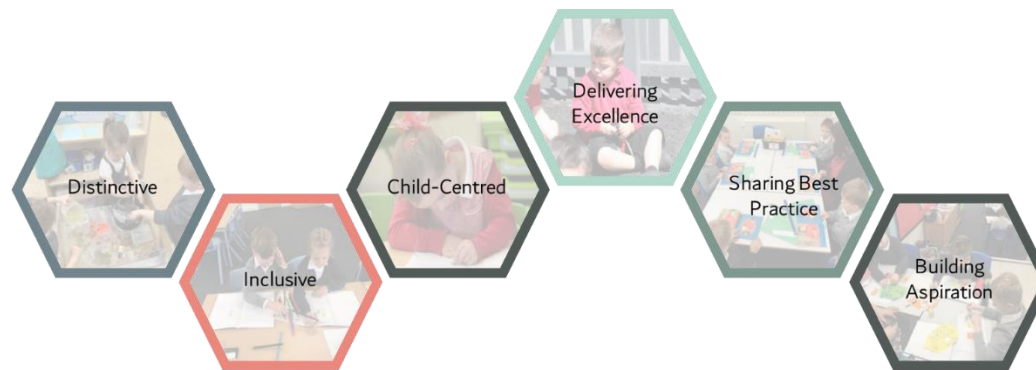 Distinctive
Inclusive
Child-Centred
Delivering
Excellence
Sharing Best
Practice
Building
Aspiration